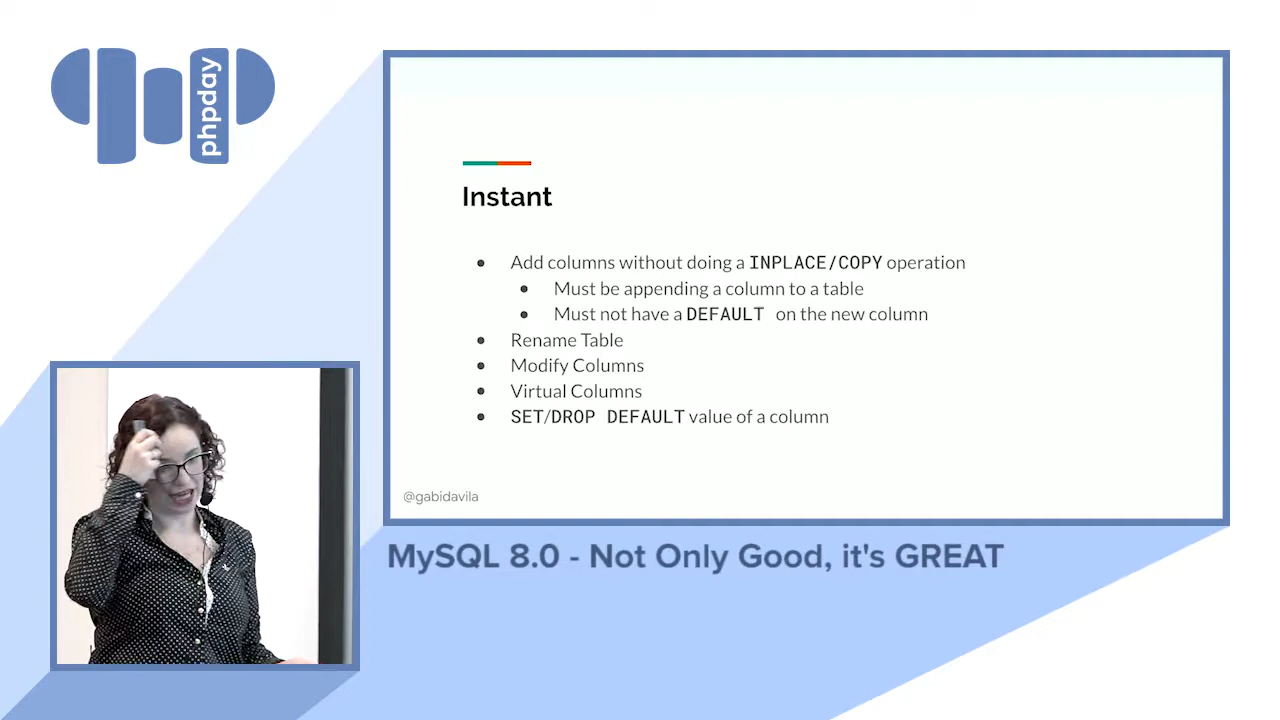 phpday
Instant
Add columns without doing a INPLACE/COPY operation
Must be appending a column to a table
Must not have a DEFAULT on the new column
Rename Table
Modify Columns
Virtual Columns
SET/DROP DEFAULT value of a column
@gabidavila
MySQL 8.0 - Not Only Good, it's GREAT